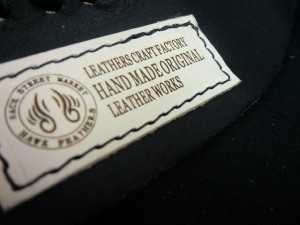 BACK STREET MARKET
HAWK FEATHERS
LEATHERS CRAFT FACTORY
HAND MADE ORIGINAL
LEATHER WORKS